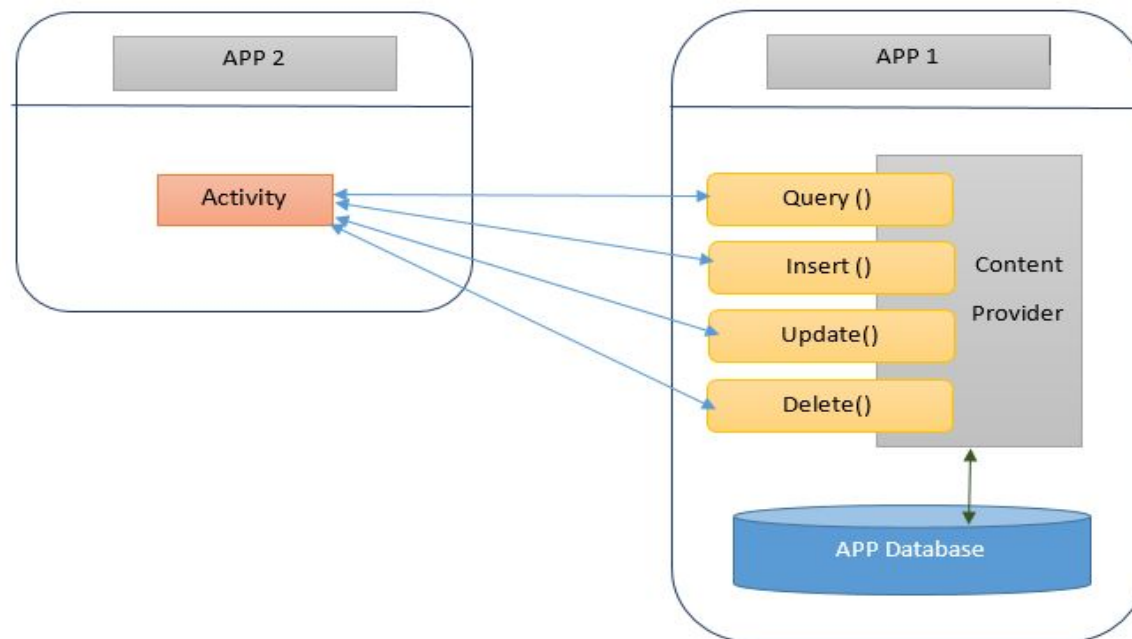 APP 2
APP 1
Activity
Query ()
Insert ()
Update()
Delete()
Content
Provider
APP Database